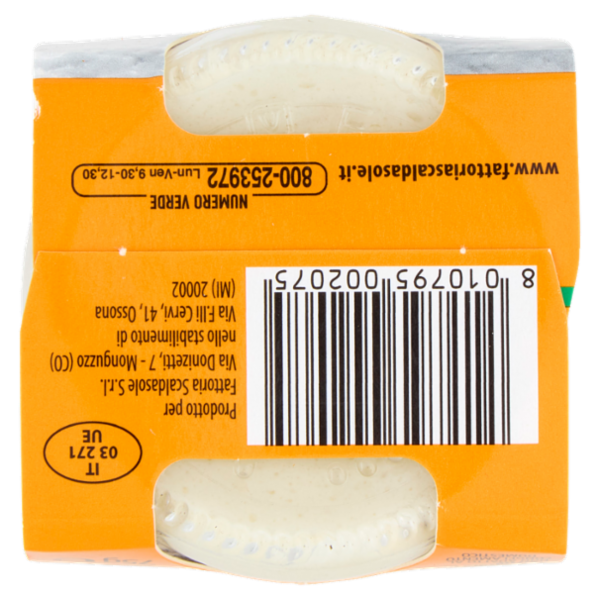 IT
03 271
UE
Prodotto per
Fattoria Scaldasole S.r.l.
Via Donizetti, 7 - Monguzzo (CO)
nello stabilimento di
Via F.lli Cervi, 41, Ossona
(MI) 20002
8 010795 002075
NUMERO VERDE
800-253972 Lun-Ven 9,30-12,30
www.fattoriascaldasole.it